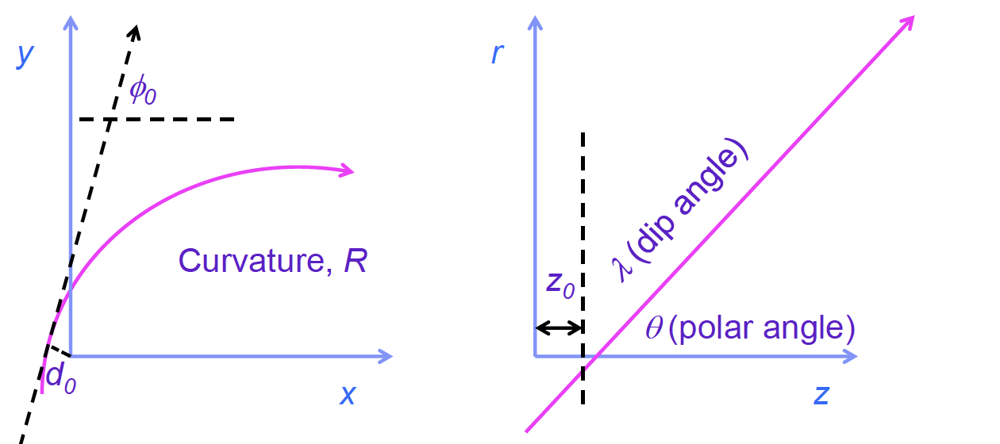 y
ϕ0
Curvature, R
d0
x
r
λ (dip angle)
z0
θ (polar angle)
z